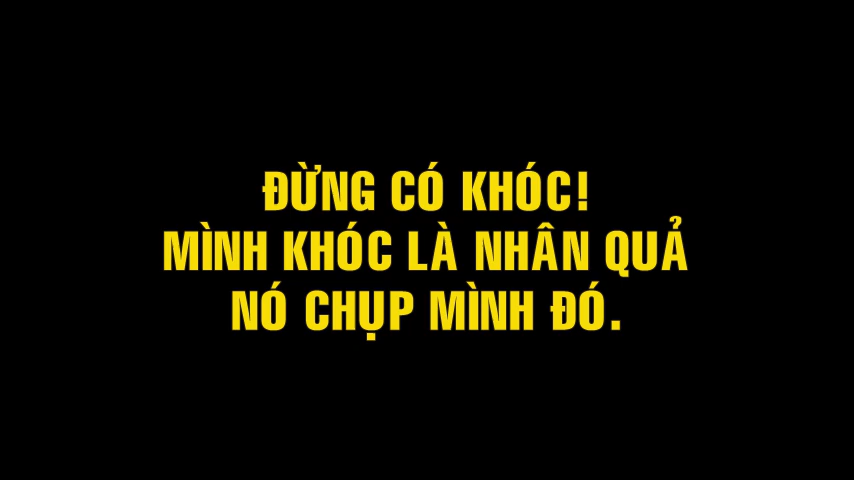 ĐỪNG CÓ KHÓC!
MÌNH KHÓC LÀ NHÂN QUẢ
NÓ CHỤP MÌNH ĐÓ.